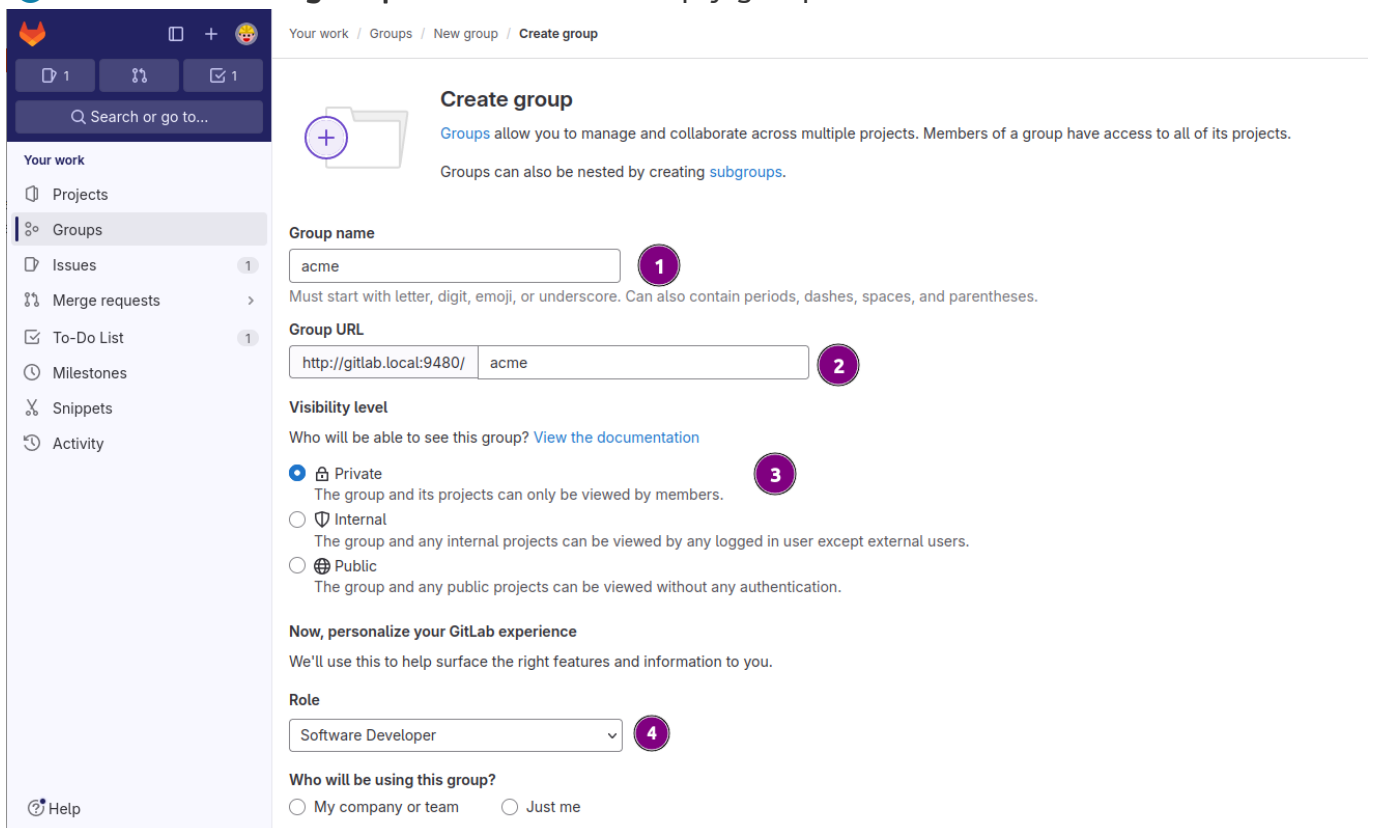 Your work / Groups / New group / Create group
1
1
Search or go to...
Your work
Projects
Groups
Issues 1
Merge requests
To-Do List 1
Milestones
Snippets
Activity
Help
Create group
Groups allow you to manage and collaborate across multiple projects. Members of a group have access to all of its projects.
Groups can also be nested by creating subgroups.
Group name
acme 1
Must start with letter, digit, emoji, or underscore. Can also contain periods, dashes, spaces, and parentheses.
Group URL
http://gitlab.local:9480/ acme 2
Visibility level
Who will be able to see this group? View the documentation
Private 3
The group and its projects can only be viewed by members.
Internal
The group and any internal projects can be viewed by any logged in user except external users.
Public
The group and any public projects can be viewed without any authentication.
Now, personalize your GitLab experience
We'll use this to help surface the right features and information to you.
Role
Software Developer 4
Who will be using this group?
My company or team Just me